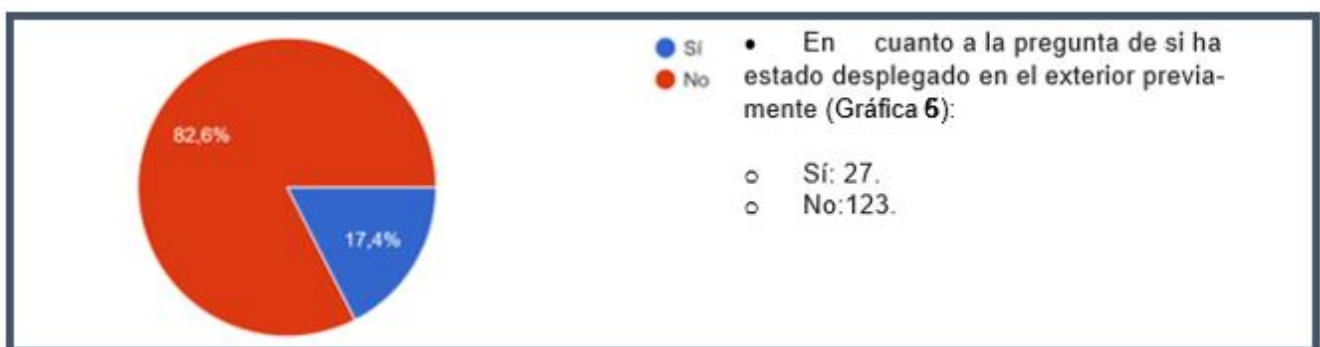 82,6%
17,4%
Sí
No
• En cuanto a la pregunta de si ha
estado desplegado en el exterior previa-
mente (Gráfica 6):
o Sí: 27.
o No:123.